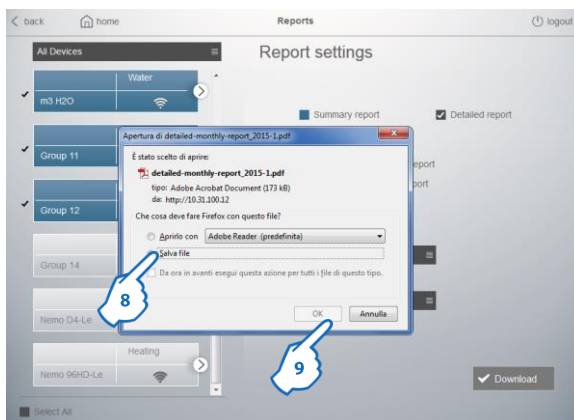 back
home
Reports
logout
All Devices
Report settings
Water
m3 H2O
Summary report
Detailed report
Apertura di detailed-monthly-report_2015-1.pdf
È stato scelto di aprire:
detailed-monthly-report_2015-1.pdf
tipo: Adobe Acrobat Document (173 kB)
da: http://10.31.100.12
Che cosa deve fare Firefox con questo file?
Aprirlo con Adobe Reader (predefinita)
Salva file
Da ora in avanti esegui questa azione per tutti i file di questo tipo.
OK
Annulla
Group 11
eport
port
Group 12
Group 14
8
Nemo D4-Le
9
Heating
Nemo 96HD-Le
Download
Select All